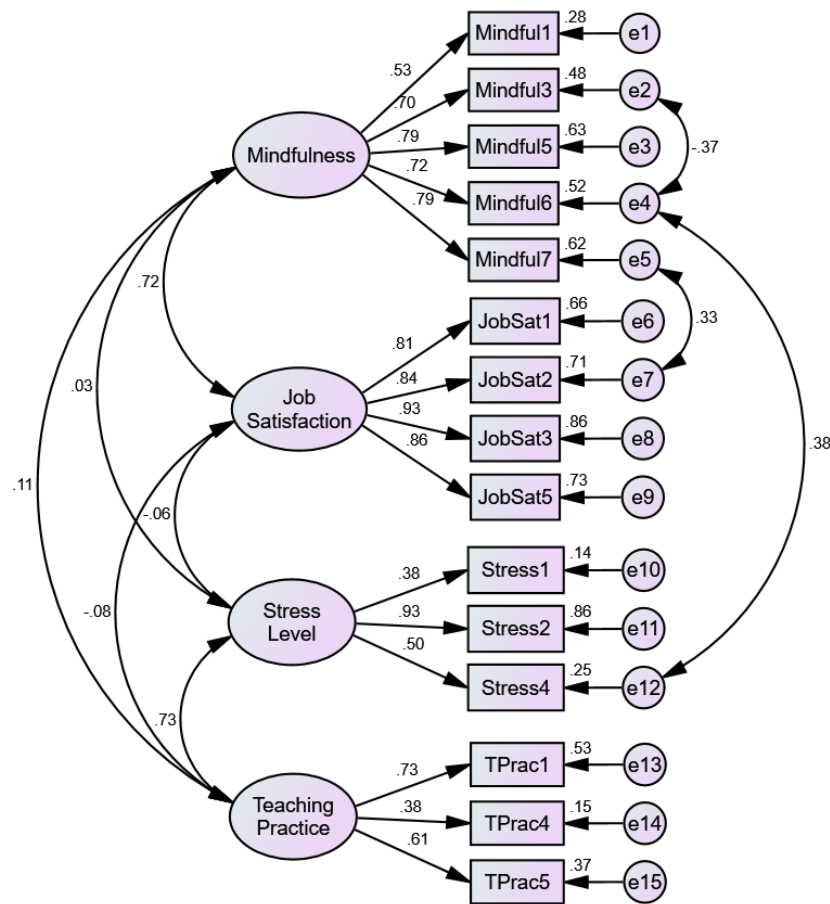 Mindful1
.28
e1
.53
Mindful3
.48
e2
.70
Mindful5
.63
e3
-.37
.79
Mindfulness
Mindful6
.52
e4
.72
Mindful7
.62
e5
.79
.72
JobSat1
.66
e6
.33
.81
JobSat2
.71
e7
.84
.03
Job
Satisfaction
JobSat3
.86
e8
.93
.38
JobSat5
.73
e9
.86
.11
-.06
Stress1
.14
e10
.38
-.08
Stress
Level
Stress2
.86
e11
.93
Stress4
.25
e12
.50
.73
TPrac1
.53
e13
.73
Teaching
Practice
TPrac4
.15
e14
.38
TPrac5
.37
e15
.61